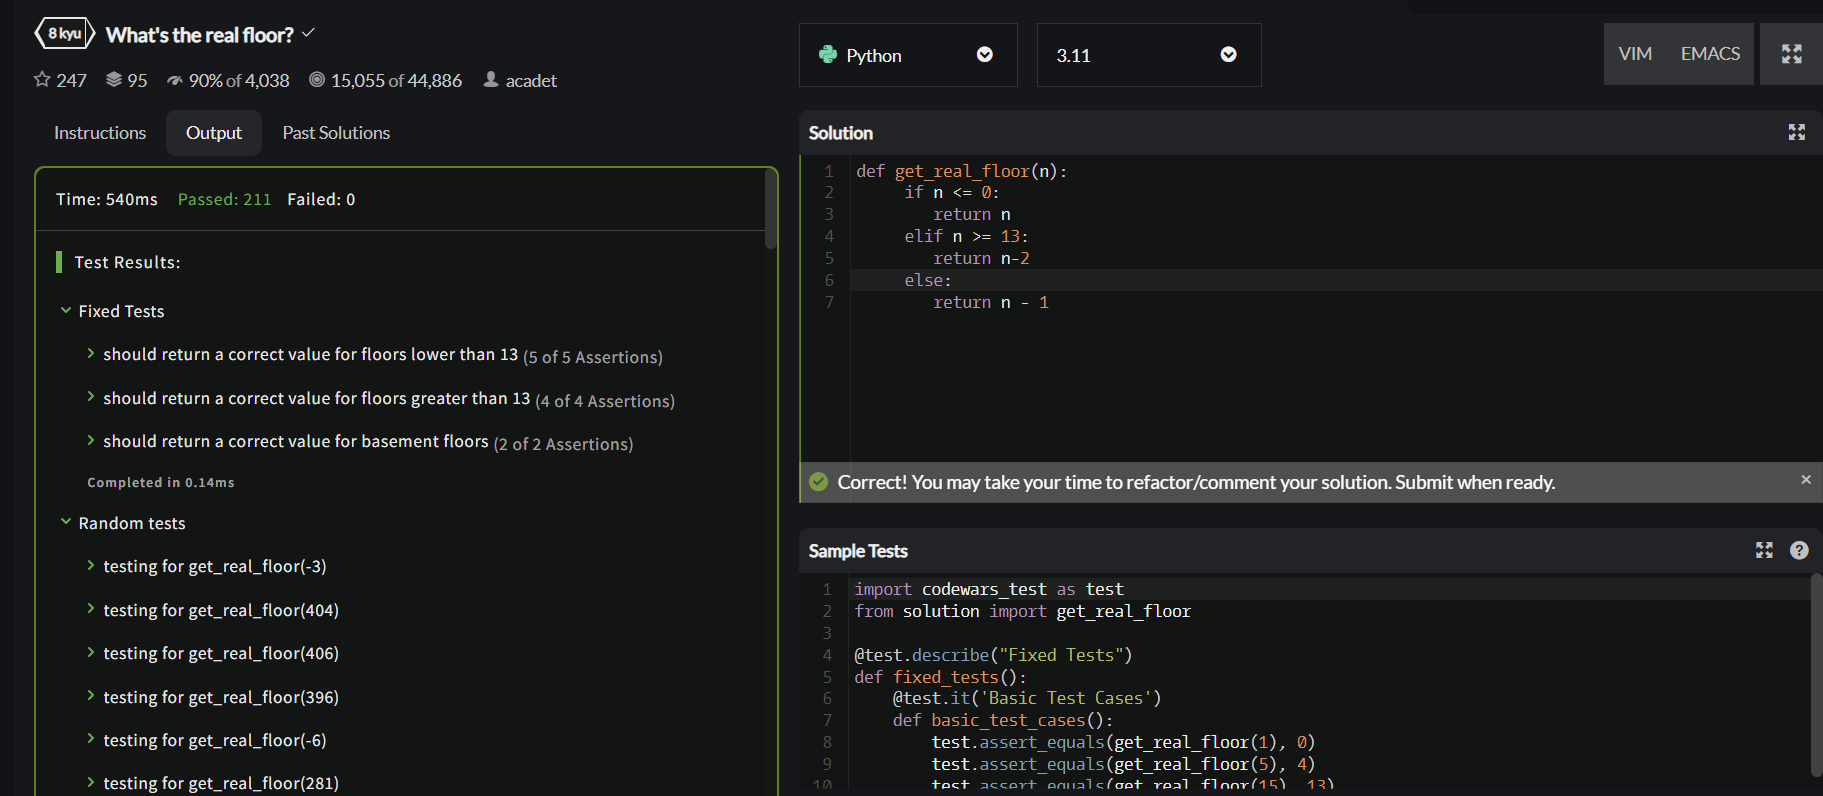 8 kyu What's the real floor?
247 95 90% of 4,038 15,055 of 44,886 acadet
Instructions Output Past Solutions
Time: 540ms Passed: 211 Failed: 0
Test Results:
Fixed Tests
should return a correct value for floors lower than 13 (5 of 5 Assertions)
should return a correct value for floors greater than 13 (4 of 4 Assertions)
should return a correct value for basement floors (2 of 2 Assertions)
Completed in 0.14ms
Random tests
testing for get_real_floor(-3)
testing for get_real_floor(404)
testing for get_real_floor(406)
testing for get_real_floor(396)
testing for get_real_floor(-6)
testing for get_real_floor(281)
Python 3.11 VIM EMACS
Solution
1 def get_real_floor(n):
2 if n <= 0:
3 return n
4 elif n >= 13:
5 return n-2
6 else:
7 return n - 1
Correct! You may take your time to refactor/comment your solution. Submit when ready. ×
Sample Tests ?
1 import codewars_test as test
2 from solution import get_real_floor
3
4 @test.describe("Fixed Tests")
5 def fixed_tests():
6 @test.it('Basic Test Cases')
7 def basic_test_cases():
8 test.assert_equals(get_real_floor(1), 0)
9 test.assert_equals(get_real_floor(5), 4)
10 test.assert_equals(get_real_floor(15), 13)